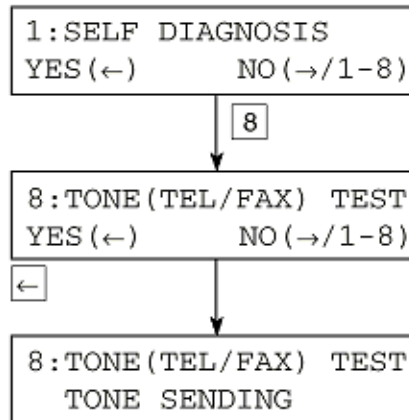 1:SELF DIAGNOSIS
YES(←) NO(→/1-8)
8
8:TONE(TEL/FAX) TEST
YES(←) NO(→/1-8)
←
8:TONE(TEL/FAX) TEST
TONE SENDING